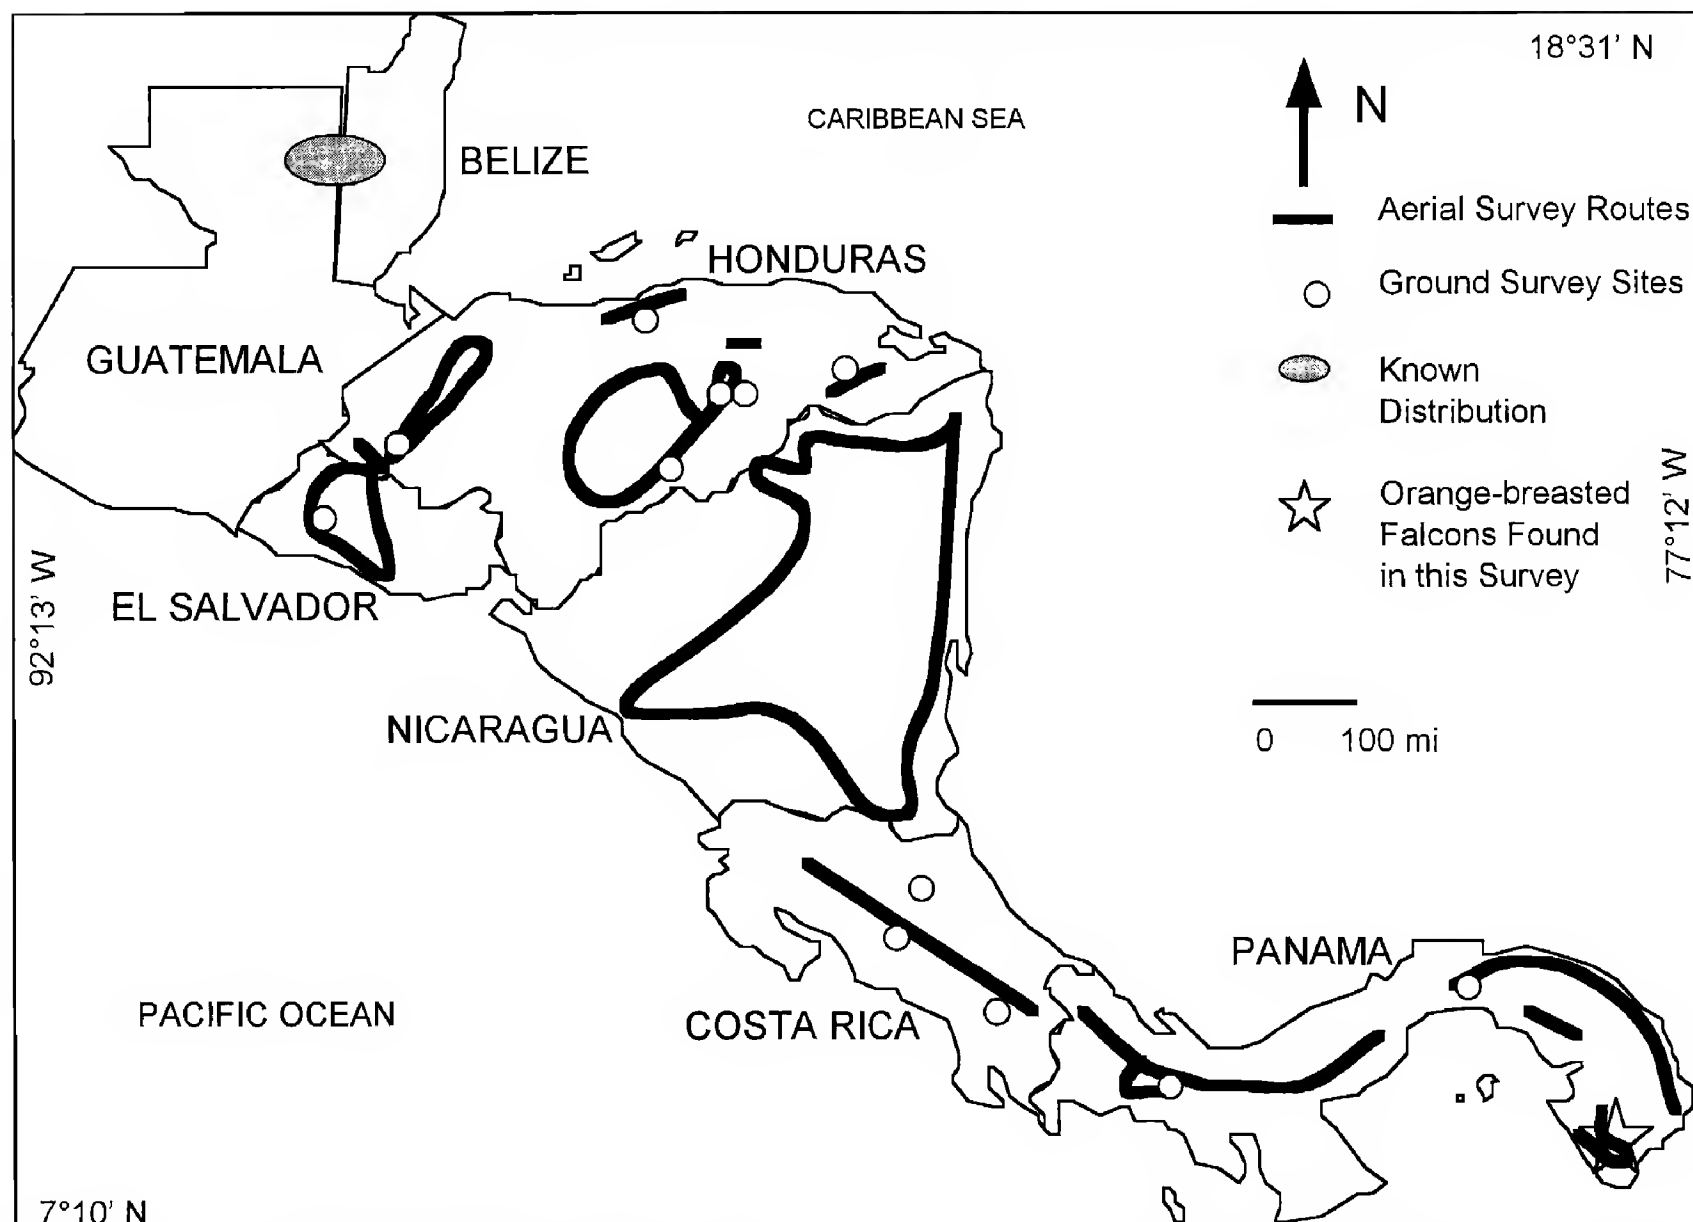 18°31' N
N
CARIBBEAN SEA
BELIZE
Aerial Survey Routes
HONDURAS
Ground Survey Sites
GUATEMALA
Known
Distribution
Orange-breasted
Falcons Found
in this Survey
77°12' W
92°13' W
EL SALVADOR
NICARAGUA
0 100 mi
PANAMA
PACIFIC OCEAN
COSTA RICA
7°10' N